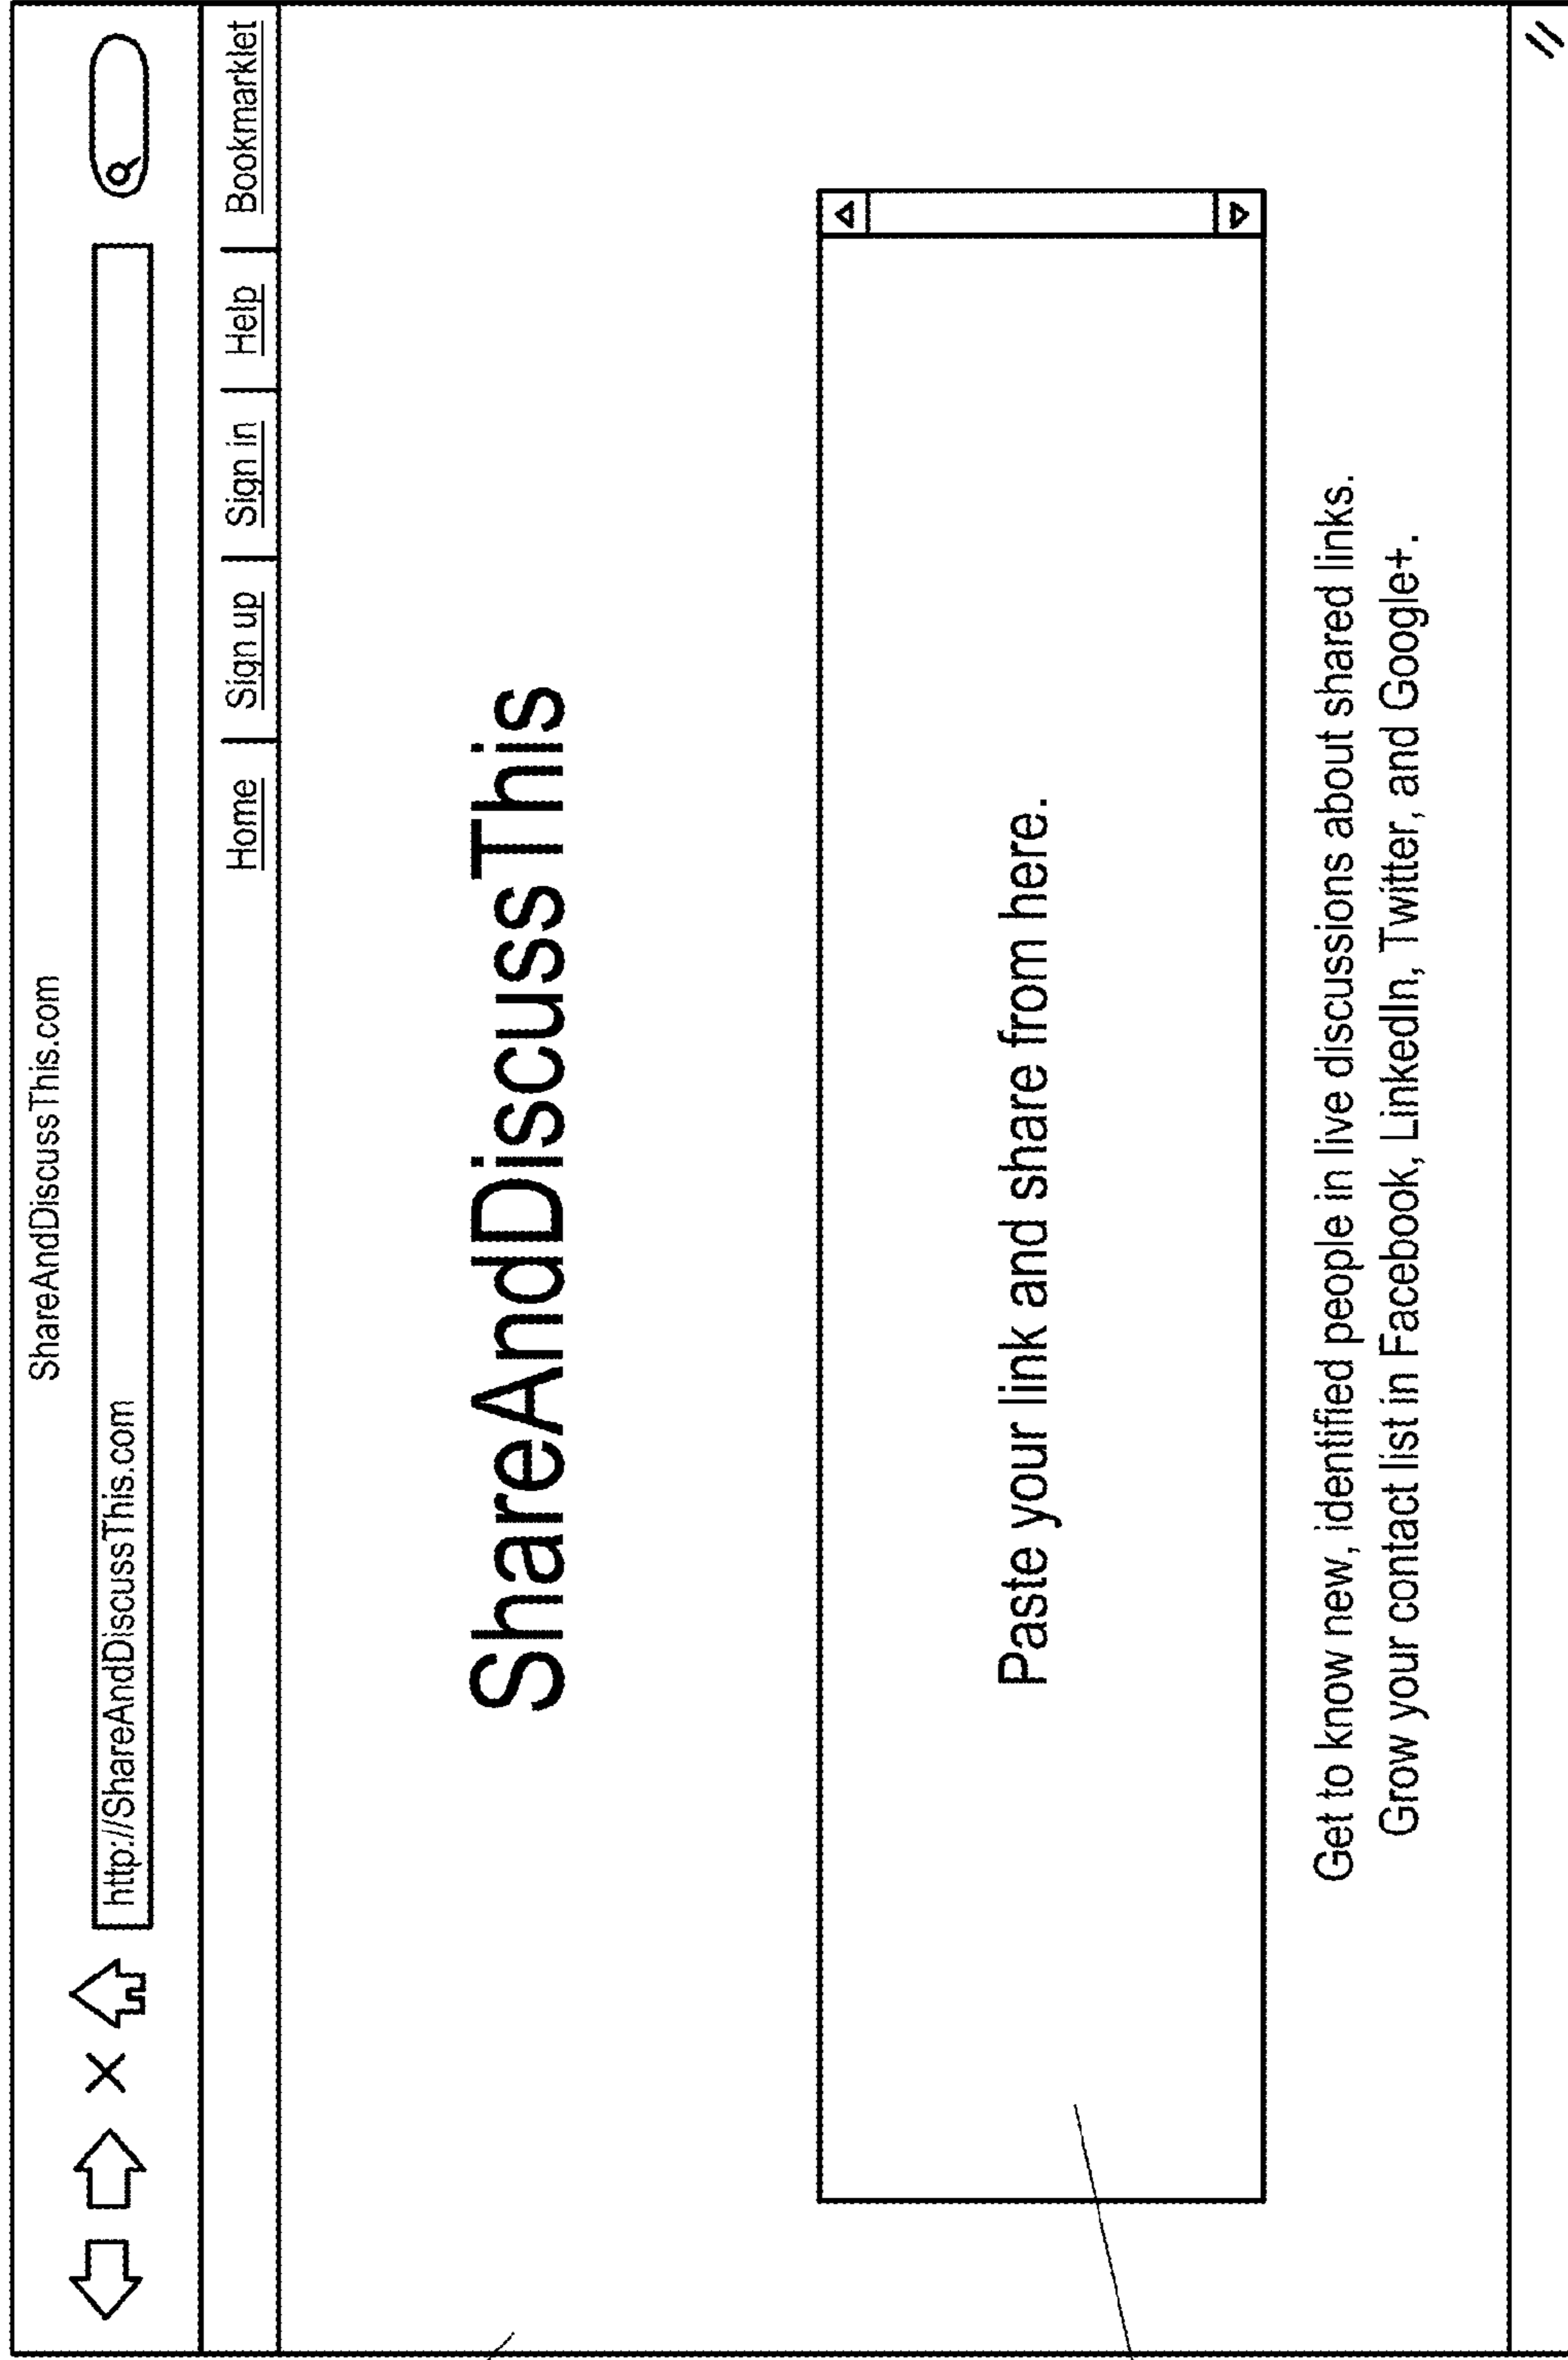 ShareAndDiscussThis.com
http://ShareAndDiscussThis.com
Home | Sign up | Sign in | Help | Bookmarklet
ShareAndDiscussThis
Paste your link and share from here.
Get to know new, identified people in live discussions about shared links.
Grow your contact list in Facebook, LinkedIn, Twitter, and Google+.